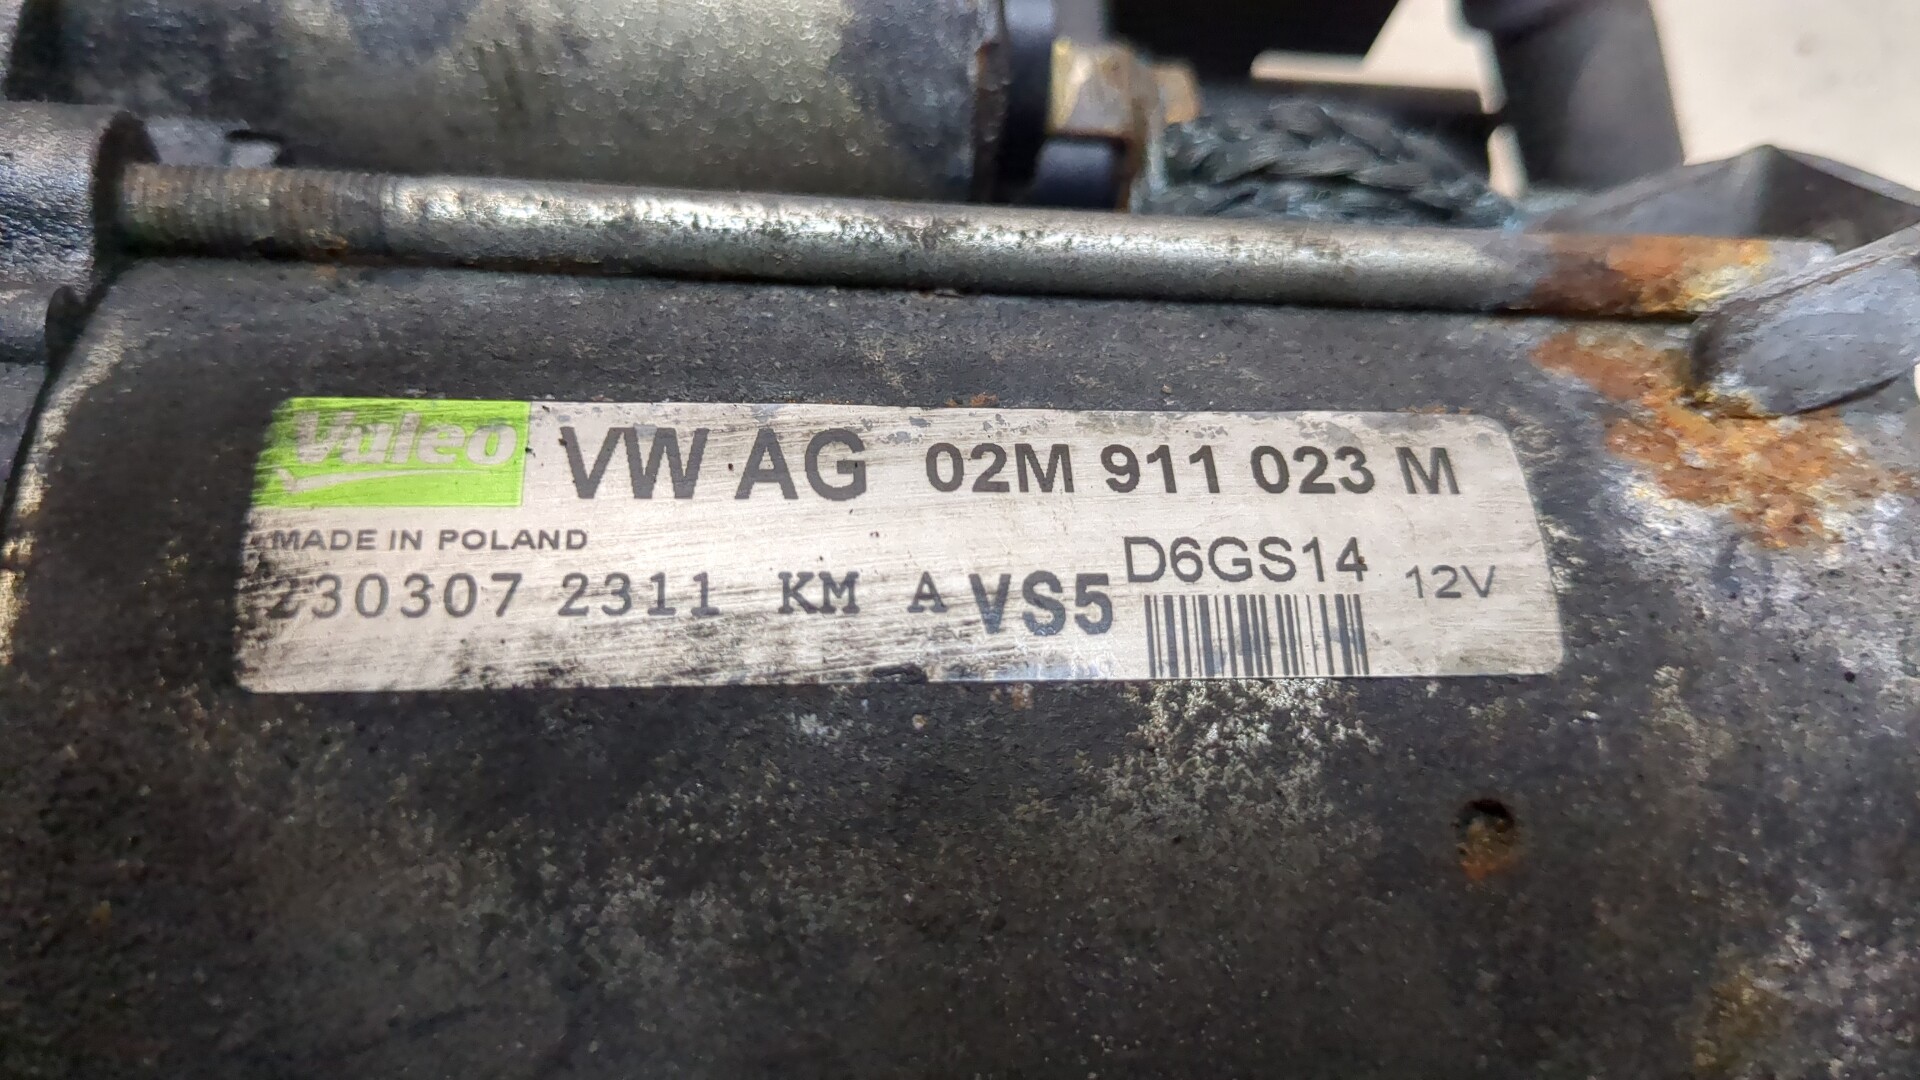 Valeo VW AG 02M 911 023 M
MADE IN POLAND
230307 2311 KM A VS5 D6GS14 12V